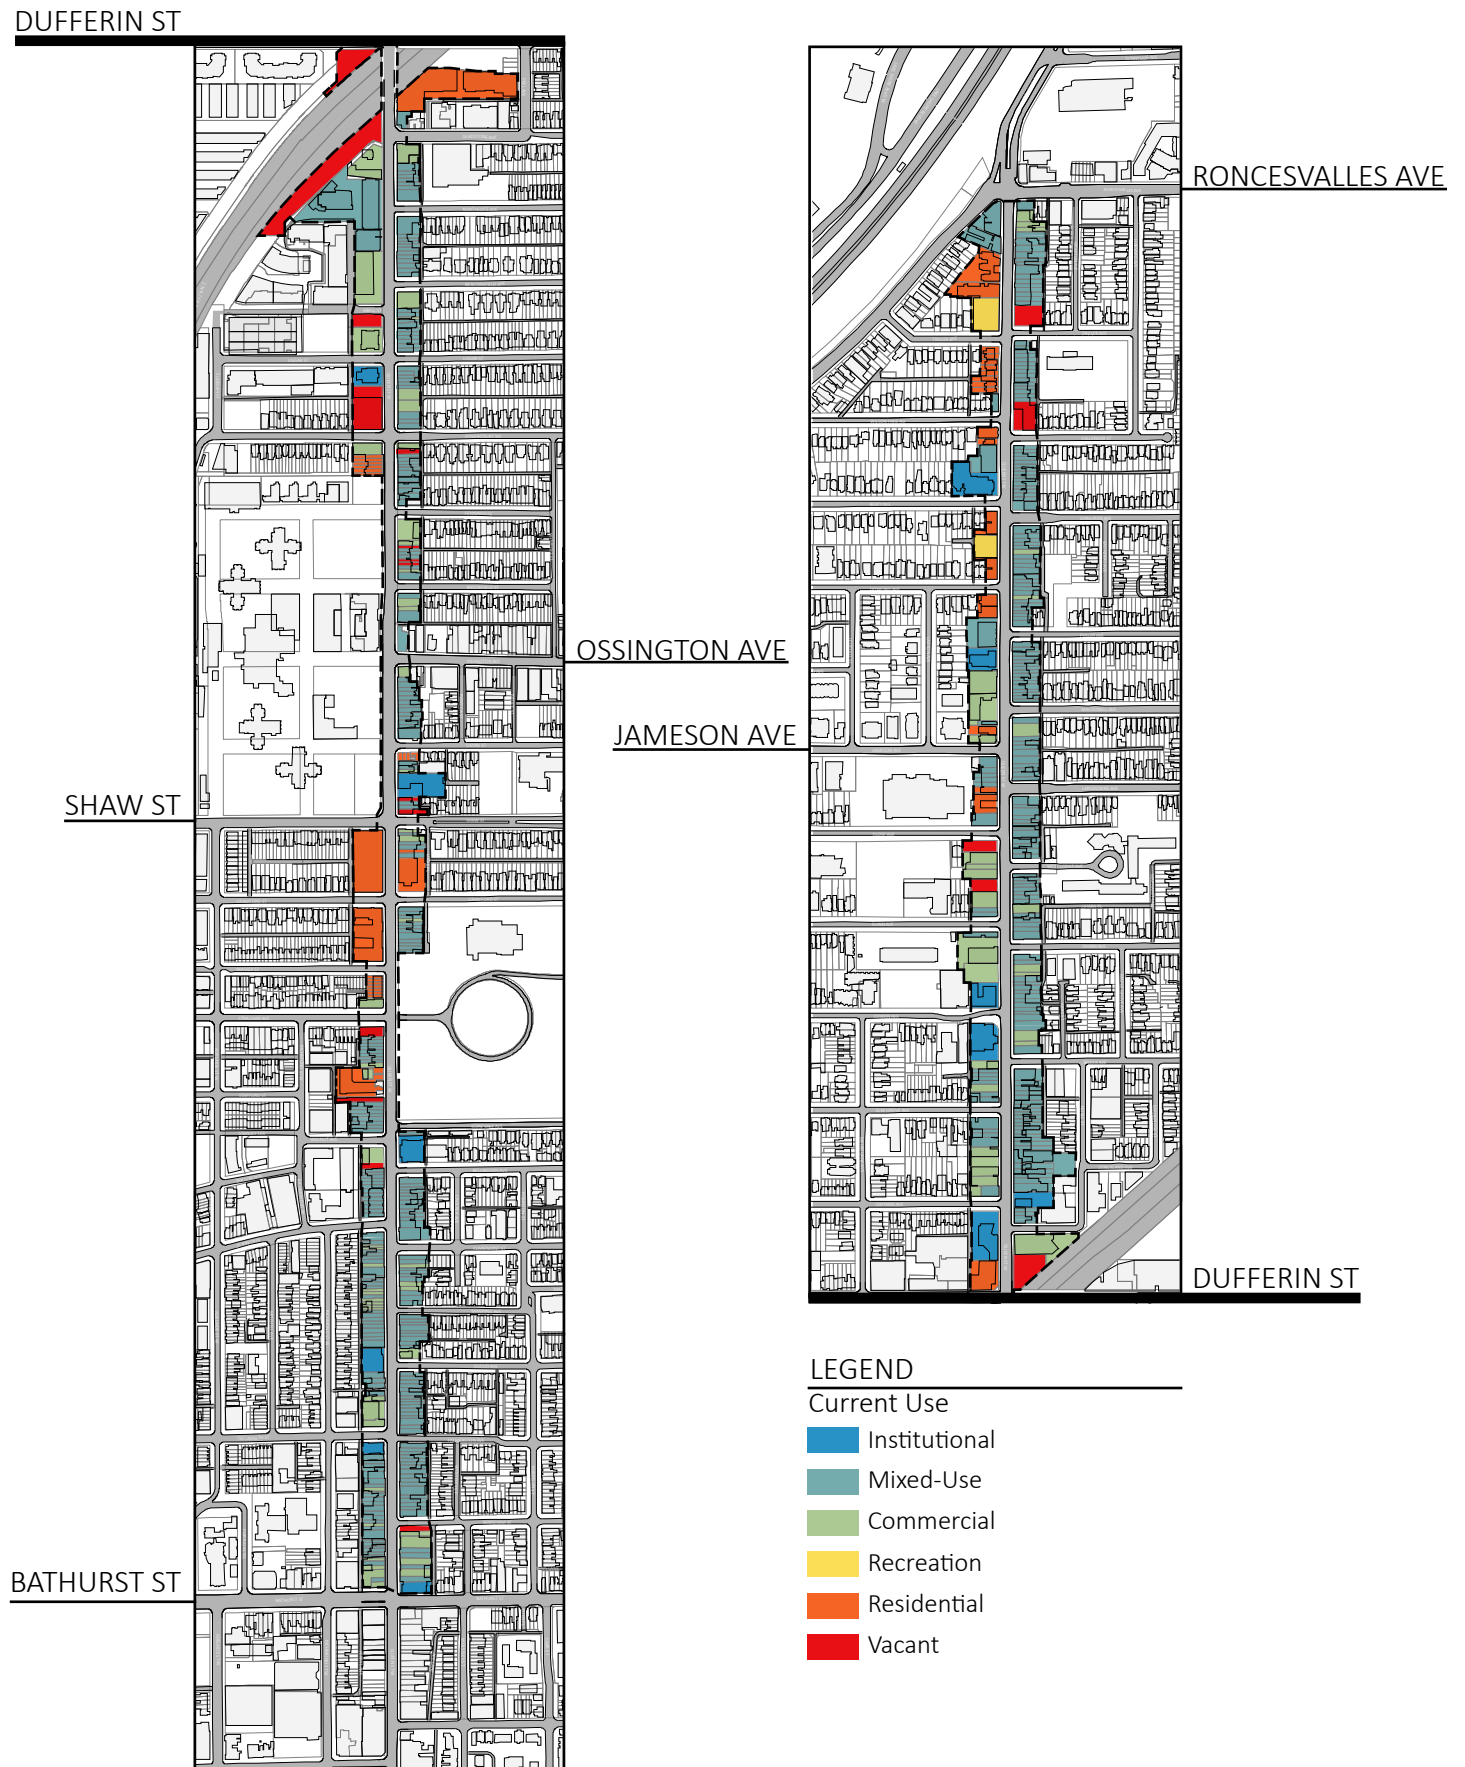 DUFFERIN ST
RONCESVALLES AVE
OSSINGTON AVE
JAMESON AVE
SHAW ST
DUFFERIN ST
LEGEND
Current Use
Institutional
Mixed-Use
Commercial
Recreation
Residential
Vacant
BATHURST ST